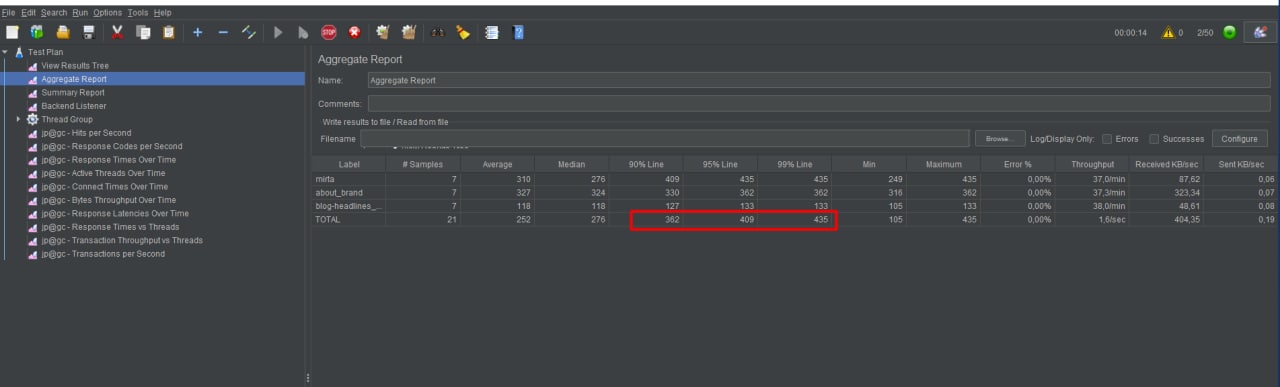 File Edit Search Run Options Tools Help
STOP 00:00:14 0 2/50
Test Plan
View Results Tree
Aggregate Report
Summary Report
Backend Listener
Thread Group
jp@gc - Hits per Second
jp@gc - Response Codes per Second
jp@gc - Response Times Over Time
jp@gc - Active Threads Over Time
jp@gc - Connect Times Over Time
jp@gc - Bytes Throughput Over Time
jp@gc - Response Latencies Over Time
jp@gc - Response Times vs Threads
jp@gc - Transaction Throughput vs Threads
jp@gc - Transactions per Second
Aggregate Report
Name: Aggregate Report
Comments:
Write results to file / Read from file
Filename Browse... Log/Display Only: Errors Successes Configure
Label # Samples Average Median 90% Line 95% Line 99% Line Min Maximum Error % Throughput Received KB/sec Sent KB/sec
mirta 7 310 276 409 435 435 249 435 0,00% 37,0/min 87,62 0,06
about_brand 7 327 324 330 362 362 316 362 0,00% 37,3/min 323,34 0,07
blog-headlines_... 7 118 118 127 133 133 105 133 0,00% 38,0/min 48,61 0,08
TOTAL 21 252 276 362 409 435 105 435 0,00% 1,6/sec 404,35 0,19